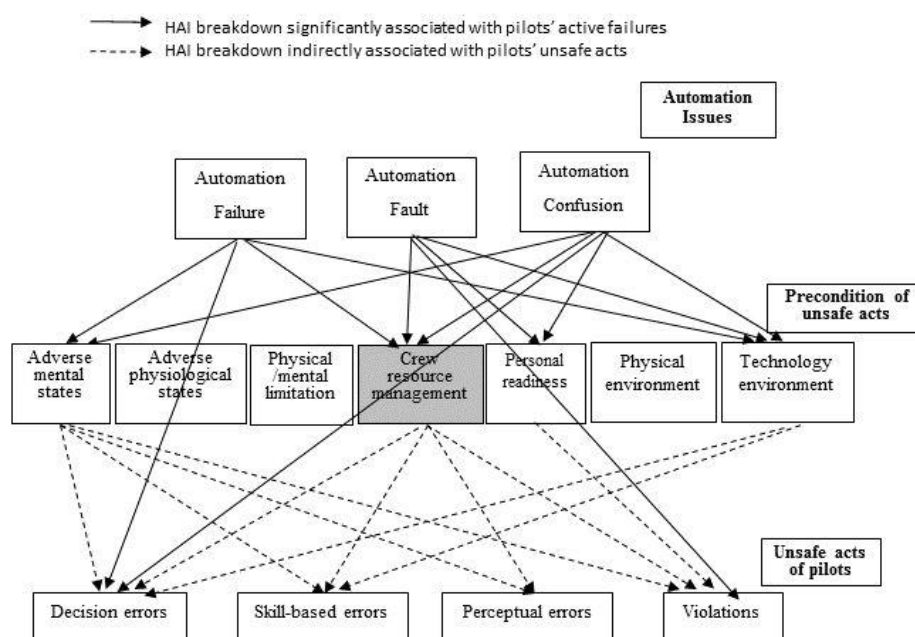 HAI breakdown significantly associated with pilots' active failures
HAI breakdown indirectly associated with pilots' unsafe acts
Automation
Issues
Automation
Failure
Automation
Fault
Automation
Confusion
Precondition of
unsafe acts
Adverse
mental
states
Adverse
physiological
states
Physical
/mental
limitation
Crew
resource
management
Personal
readiness
Physical
environment
Technology
environment
Unsafe acts
of pilots
Decision errors
Skill-based errors
Perceptual errors
Violations